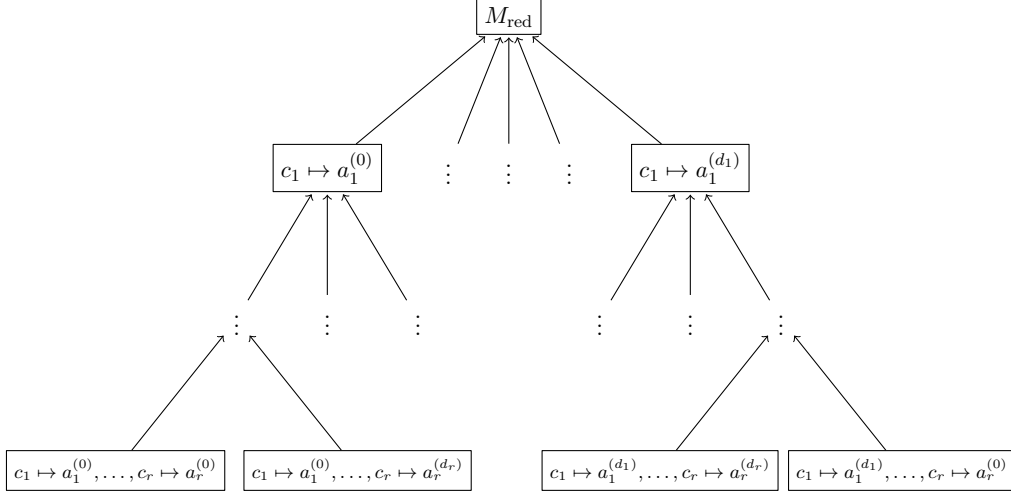 M_red
c_1 ↦ a_1^{(0)} ⋮ ⋮ ⋮ c_1 ↦ a_1^{(d_1)}
⋮ ⋮ ⋮ ⋮ ⋮ ⋮
c_1 ↦ a_1^{(0)}, …, c_r ↦ a_r^{(0)} c_1 ↦ a_1^{(0)}, …, c_r ↦ a_r^{(d_r)} c_1 ↦ a_1^{(d_1)}, …, c_r ↦ a_r^{(d_r)} c_1 ↦ a_1^{(d_1)}, …, c_r ↦ a_r^{(0)}